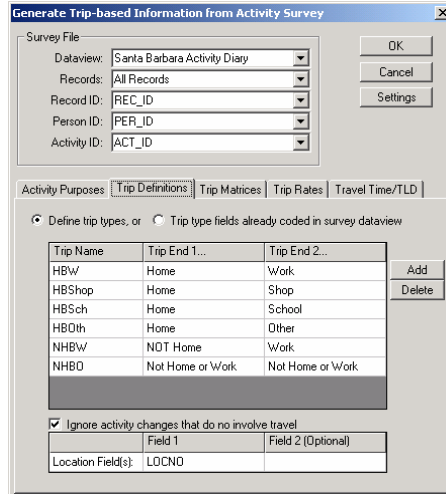 Generate Trip-based Information from Activity Survey
Survey File
Dataview: Santa Barbara Activity Diary
Records: All Records
Record ID: REC_ID
Person ID: PER_ID
Activity ID: ACT_ID
OK
Cancel
Settings
Activity Purposes Trip Definitions Trip Matrices Trip Rates Travel Time/TLD
Define trip types, or Trip type fields already coded in survey dataview
Trip Name Trip End 1... Trip End 2...
HBW Home Work
HBShop Home Shop
HBSch Home School
HBOth Home Other
NHBW NOT Home Work
NHBO Not Home or Work Not Home or Work
Add
Delete
Ignore activity changes that do no involve travel
Field 1 Field 2 (Optional)
Location Field(s): LOCNO